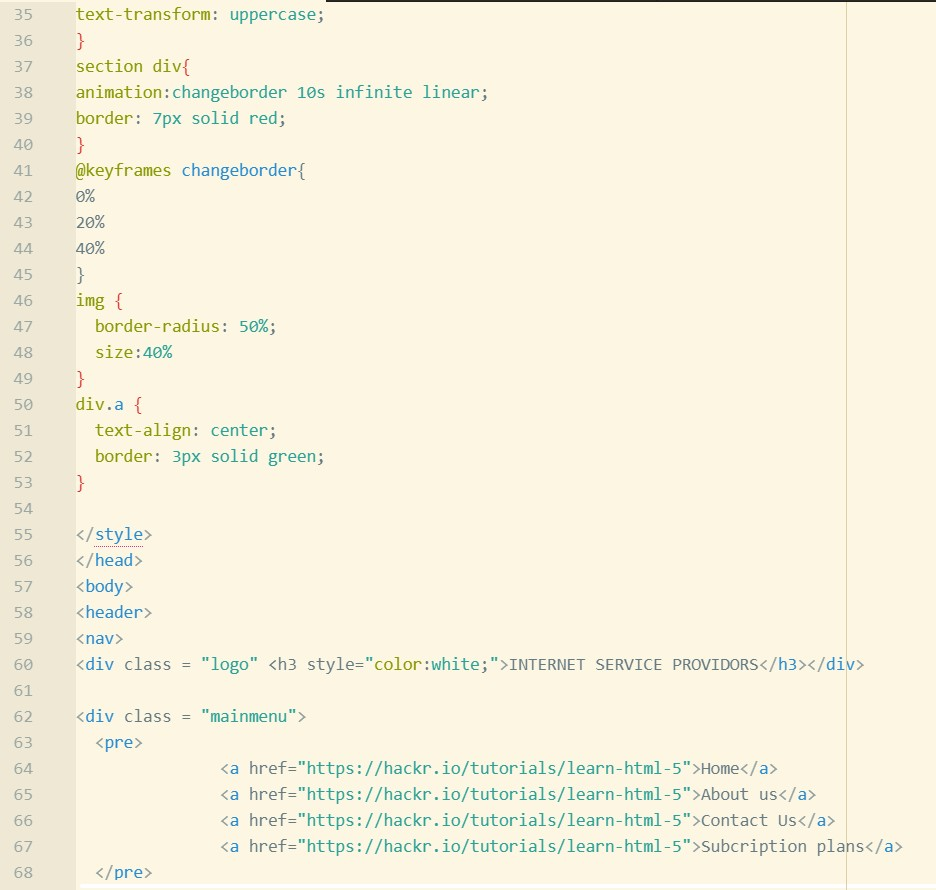 35 text-transform: uppercase;
36 }
37 section div{
38 animation:changeborder 10s infinite linear;
39 border: 7px solid red;
40 }
41 @keyframes changeborder{
42 0%
43 20%
44 40%
45 }
46 img {
47   border-radius: 50%;
48   size:40%
49 }
50 div.a {
51   text-align: center;
52   border: 3px solid green;
53 }
54
55 </style>
56 </head>
57 <body>
58 <header>
59 <nav>
60 <div class = "logo" <h3 style="color:white;">INTERNET SERVICE PROVIDORS</h3></div>
61
62 <div class = "mainmenu">
63   <pre>
64                <a href="https://hackr.io/tutorials/learn-html-5">Home</a>
65                <a href="https://hackr.io/tutorials/learn-html-5">About us</a>
66                <a href="https://hackr.io/tutorials/learn-html-5">Contact Us</a>
67                <a href="https://hackr.io/tutorials/learn-html-5">Subcription plans</a>
68   </pre>